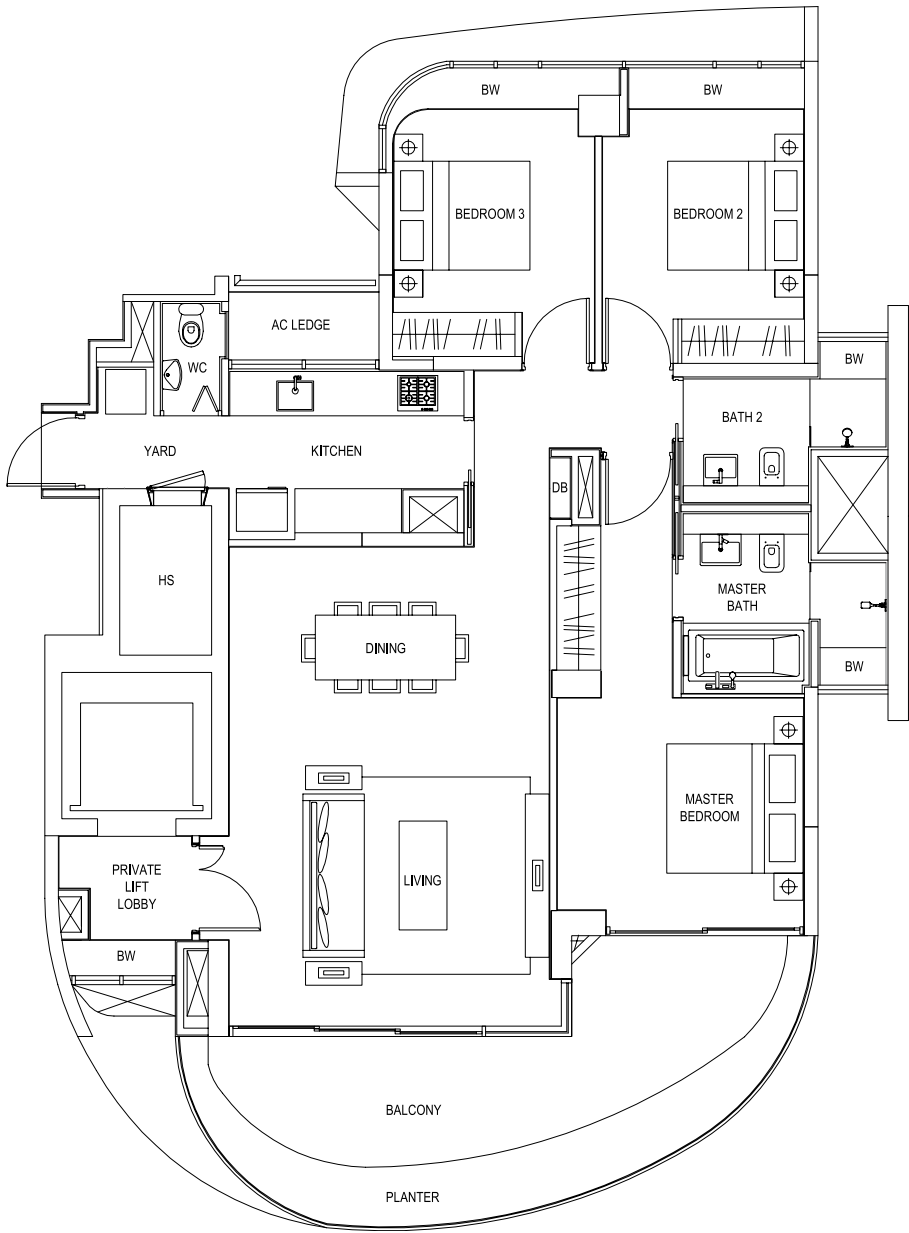 BW
BW
BEDROOM 3
BEDROOM 2
AC LEDGE
WC
BW
BATH 2
YARD
KITCHEN
DB
HS
MASTER
BATH
DINING
BW
MASTER
BEDROOM
PRIVATE
LIFT
LOBBY
LIVING
BW
BALCONY
PLANTER